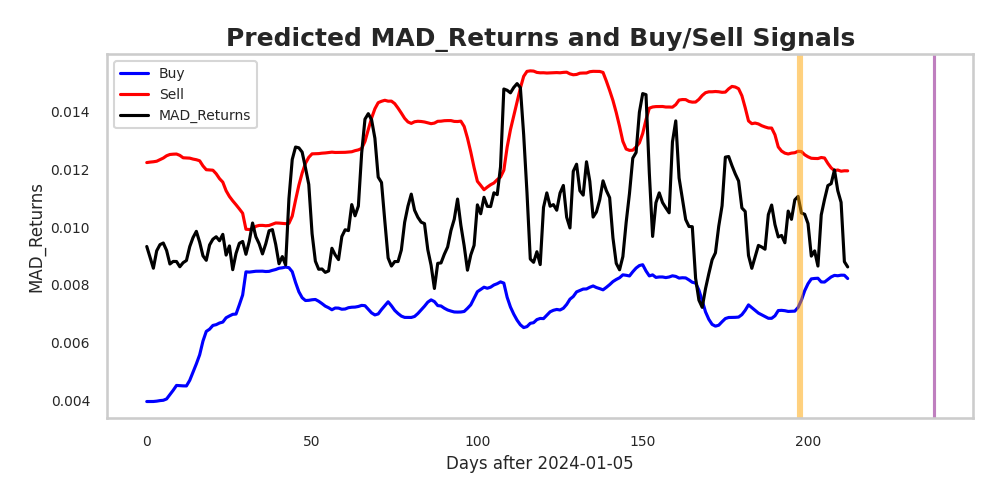 Predicted MAD_Returns and Buy/Sell Signals
Buy
Sell
MAD_Returns
0.014
0.012
0.010
0.008
0.006
0.004
MAD_Returns
0
50
100
150
200
Days after 2024-01-05